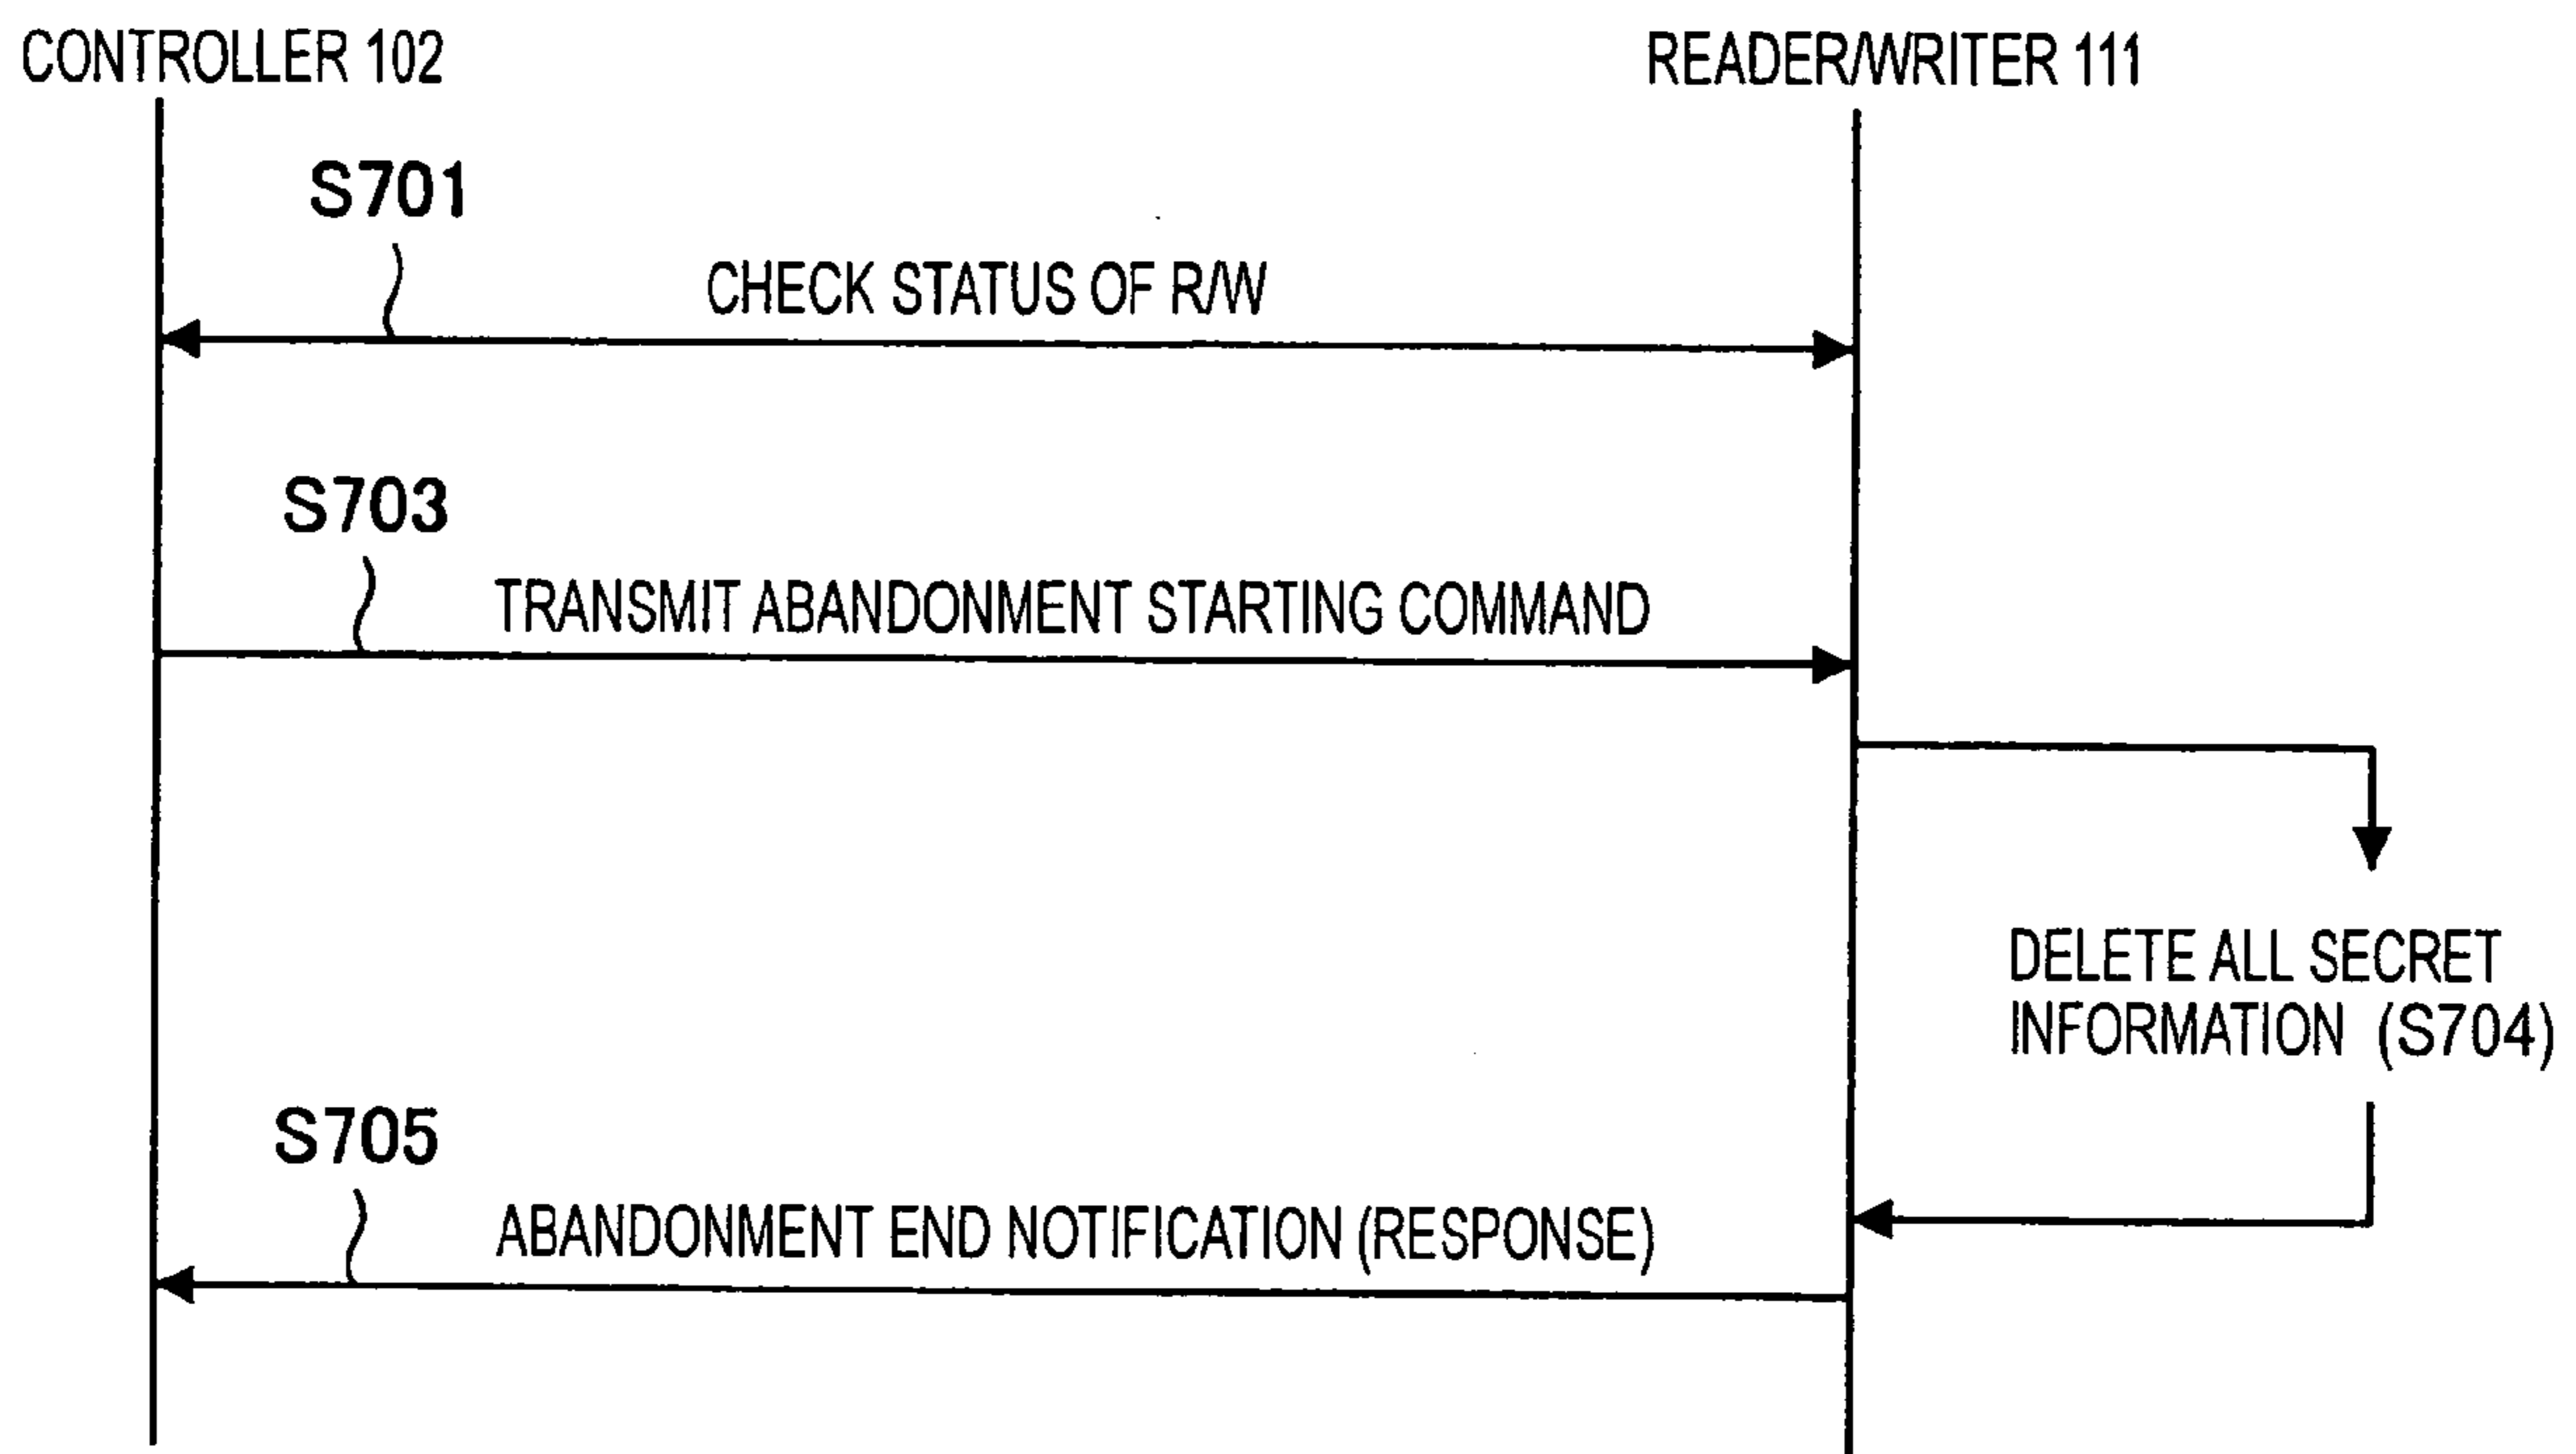 CONTROLLER 102
READER/WRITER 111
S701
CHECK STATUS OF R/W
S703
TRANSMIT ABANDONMENT STARTING COMMAND
DELETE ALL SECRET
INFORMATION (S704)
S705
ABANDONMENT END NOTIFICATION (RESPONSE)